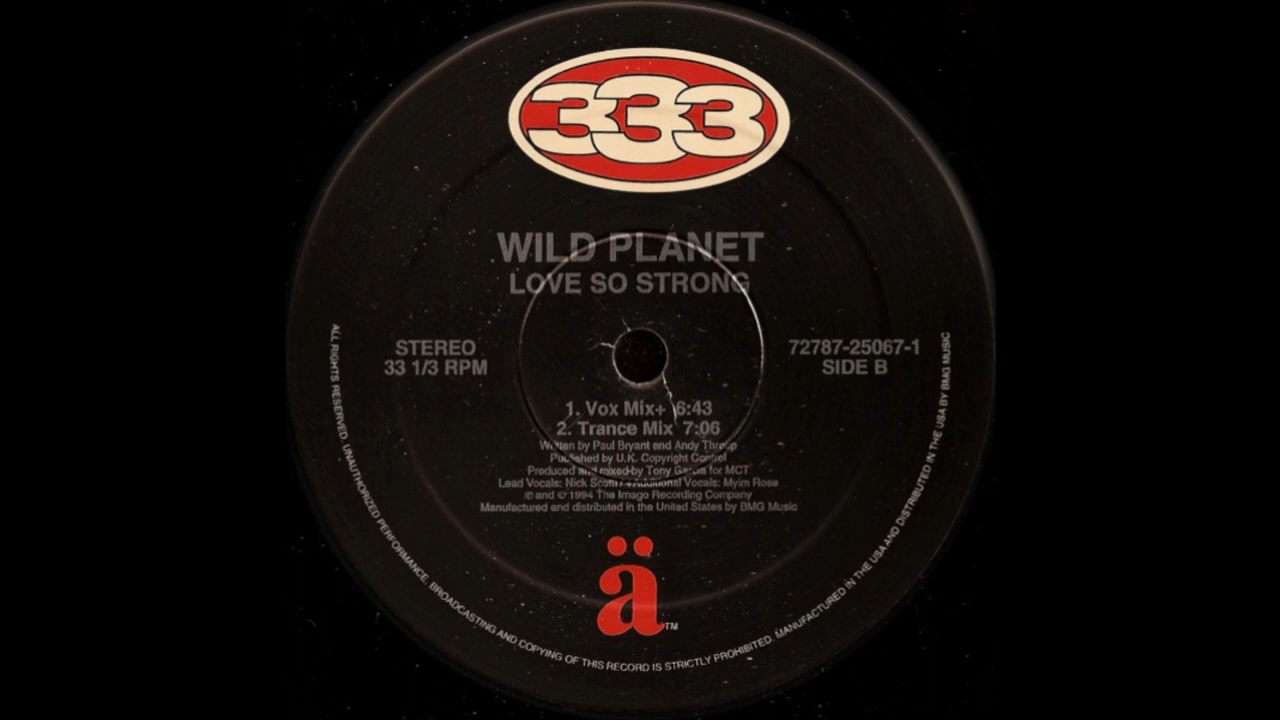 333
WILD PLANET
LOVE SO STRONG
STEREO
33 1/3 RPM
72787-25067-1
SIDE B
1. Vox Mix+ 6:43
2. Trance Mix 7:06
Written by Paul Bryant and Andy Throup
Published by U.K. Copyright Control
Produced and mixed by Tony Garcia for MCT
Lead Vocals: Nick Scott / +Additional Vocals: Myim Rose
℗ and © 1994 The Imago Recording Company
Manufactured and distributed in the United States by BMG Music
ä™
ALL RIGHTS RESERVED. UNAUTHORIZED PERFORMANCE, BROADCASTING AND COPYING OF THIS RECORD IS STRICTLY PROHIBITED. MANUFACTURED IN THE USA AND DISTRIBUTED IN THE USA BY BMG MUSIC